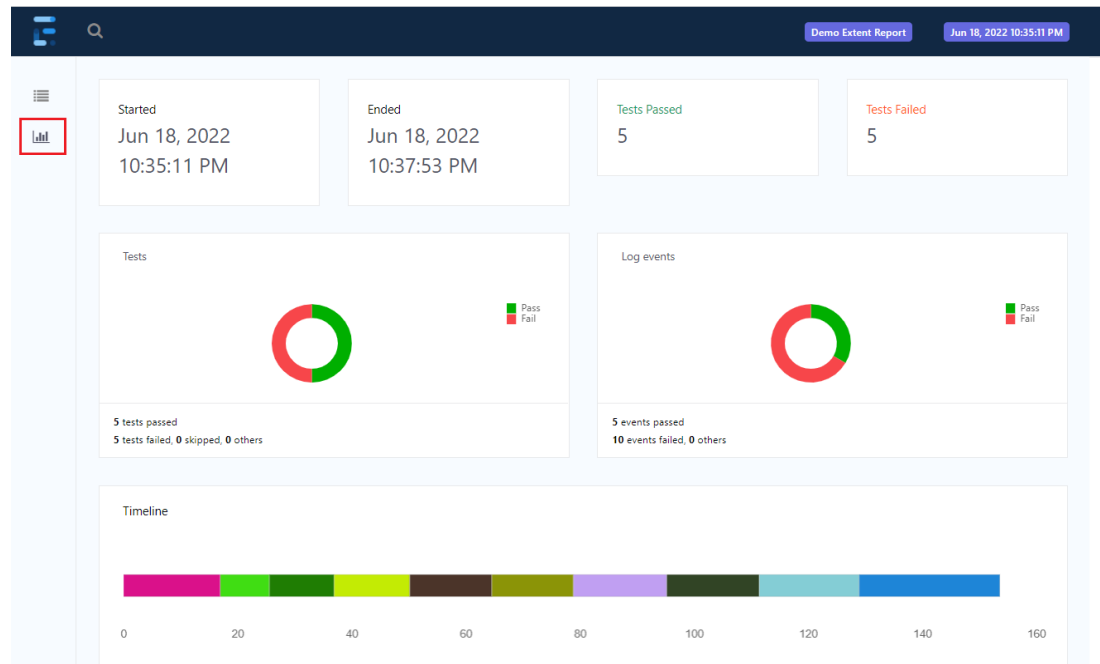 Demo Extent Report
Jun 18, 2022 10:35:11 PM
Started
Jun 18, 2022
10:35:11 PM
Ended
Jun 18, 2022
10:37:53 PM
Tests Passed
5
Tests Failed
5
Tests
Pass
Fail
5 tests passed
5 tests failed, 0 skipped, 0 others
Log events
Pass
Fail
5 events passed
10 events failed, 0 others
Timeline
0 20 40 60 80 100 120 140 160